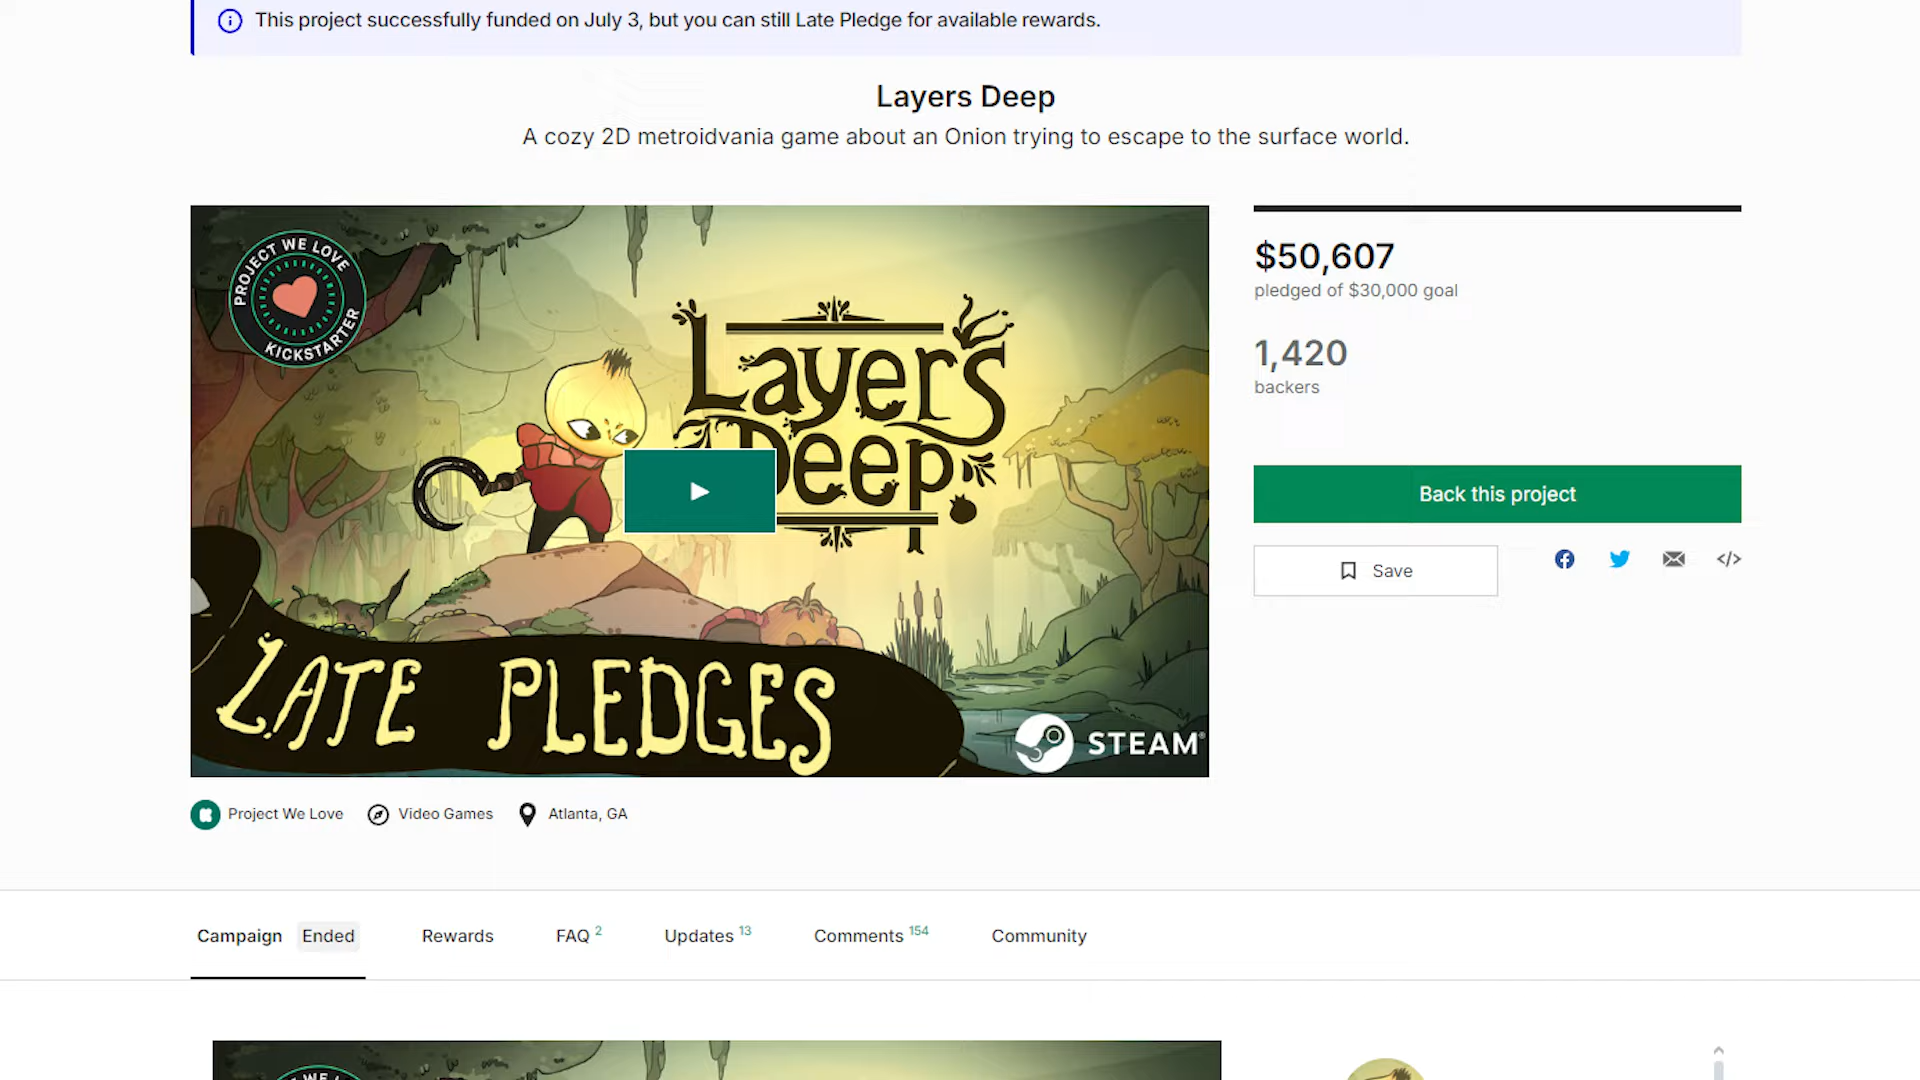 This project successfully funded on July 3, but you can still Late Pledge for available rewards.
Layers Deep
A cozy 2D metroidvania game about an Onion trying to escape to the surface world.
PROJECT WE LOVE
KICKSTARTER
Layers
Deep
LATE PLEDGES
STEAM
$50,607
pledged of $30,000 goal
1,420
backers
Back this project
Save
</>
Project We Love
Video Games
Atlanta, GA
Campaign Ended Rewards FAQ 2 Updates 13 Comments 154 Community
WE